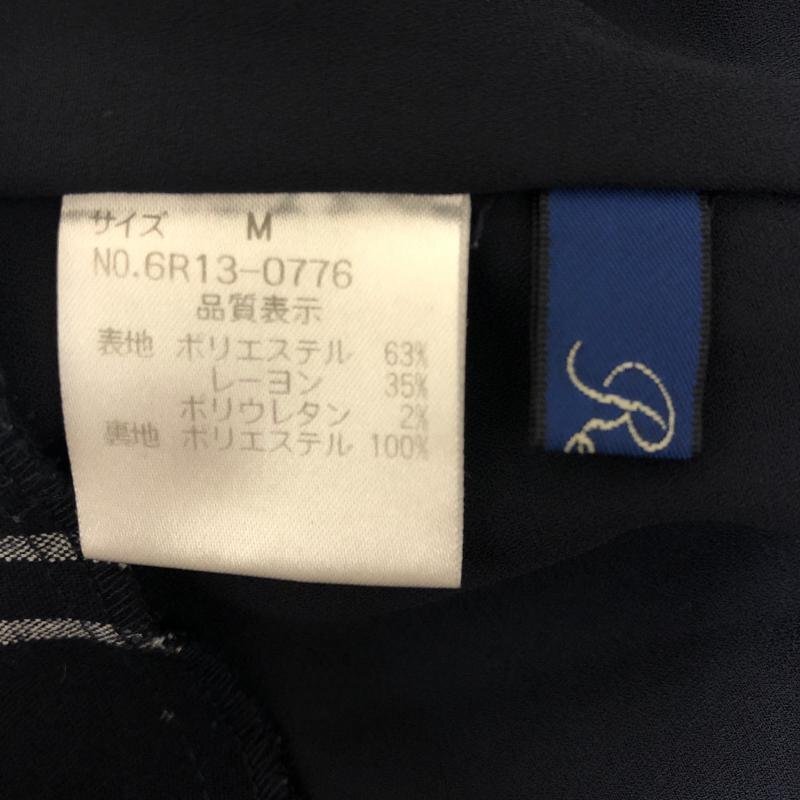 サイズ M
NO.6R13-0776
品質表示
表地 ポリエステル 63%
レーヨン 35%
ポリウレタン 2%
裏地 ポリエステル 100%
Re